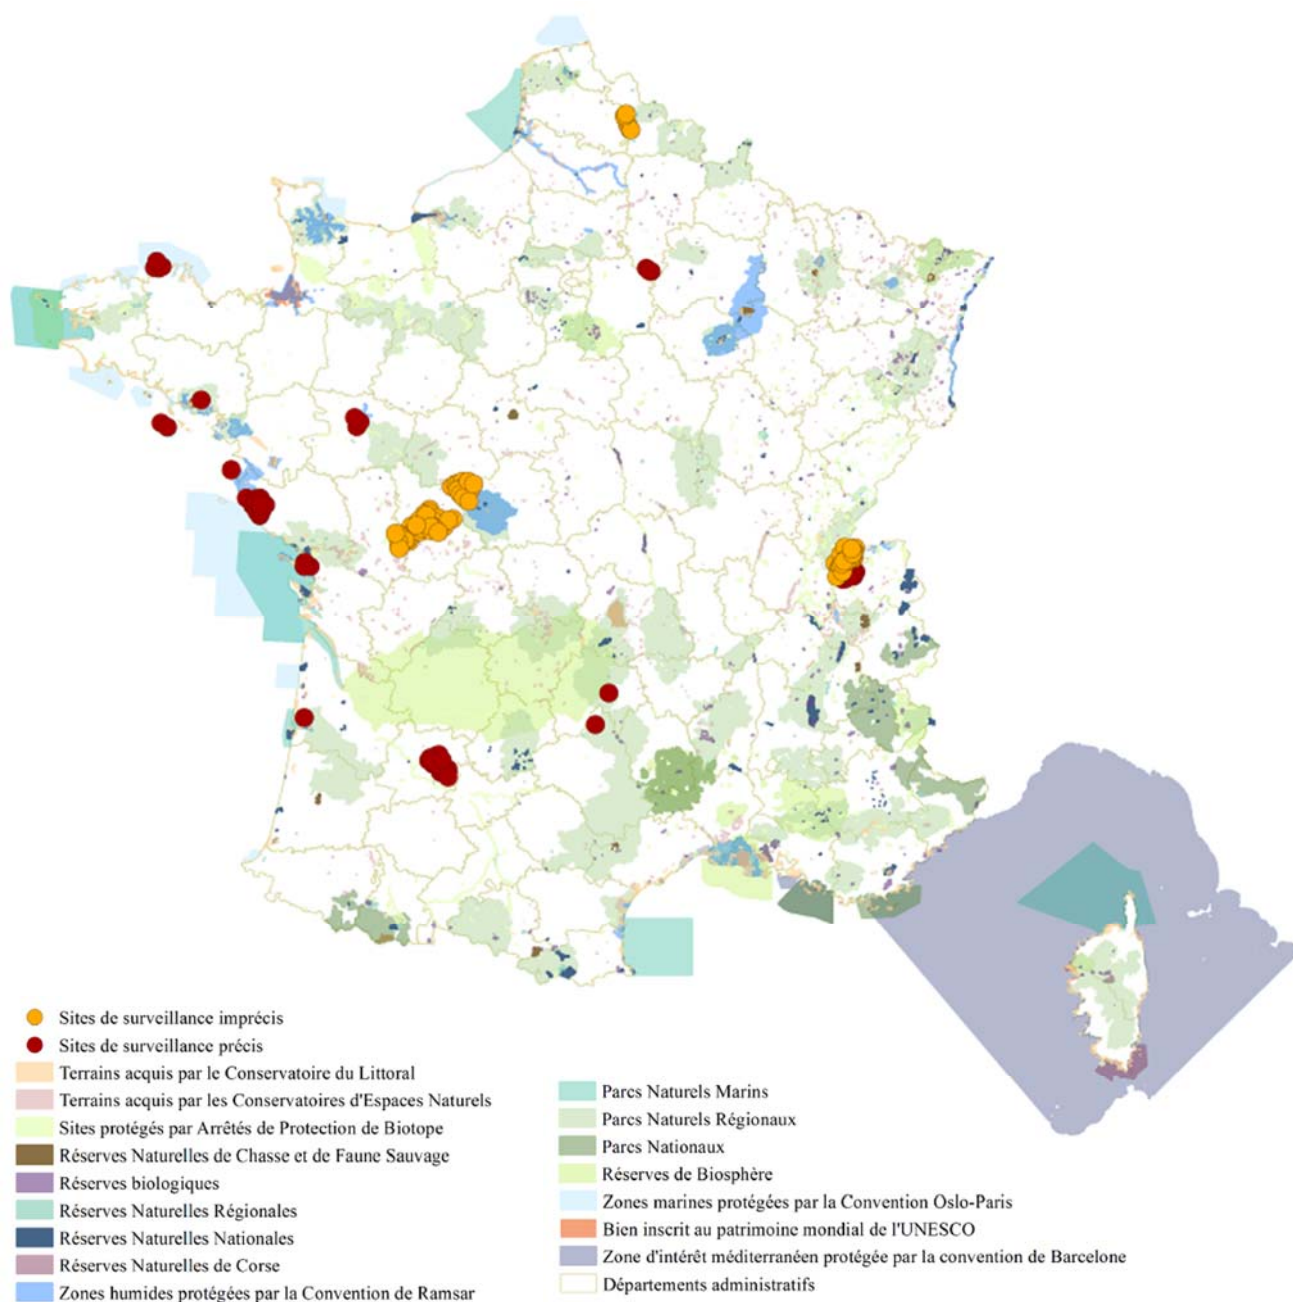 Sites de surveillance imprécis
Sites de surveillance précis
Terrains acquis par le Conservatoire du Littoral
Terrains acquis par les Conservatoires d'Espaces Naturels
Sites protégés par Arrêtés de Protection de Biotope
Réserves Naturelles de Chasse et de Faune Sauvage
Réserves biologiques
Réserves Naturelles Régionales
Réserves Naturelles Nationales
Réserves Naturelles de Corse
Zones humides protégées par la Convention de Ramsar
Parcs Naturels Marins
Parcs Naturels Régionaux
Parcs Nationaux
Réserves de Biosphère
Zones marines protégées par la Convention Oslo-Paris
Bien inscrit au patrimoine mondial de l'UNESCO
Zone d'intérêt méditerranéen protégée par la convention de Barcelone
Départements administratifs